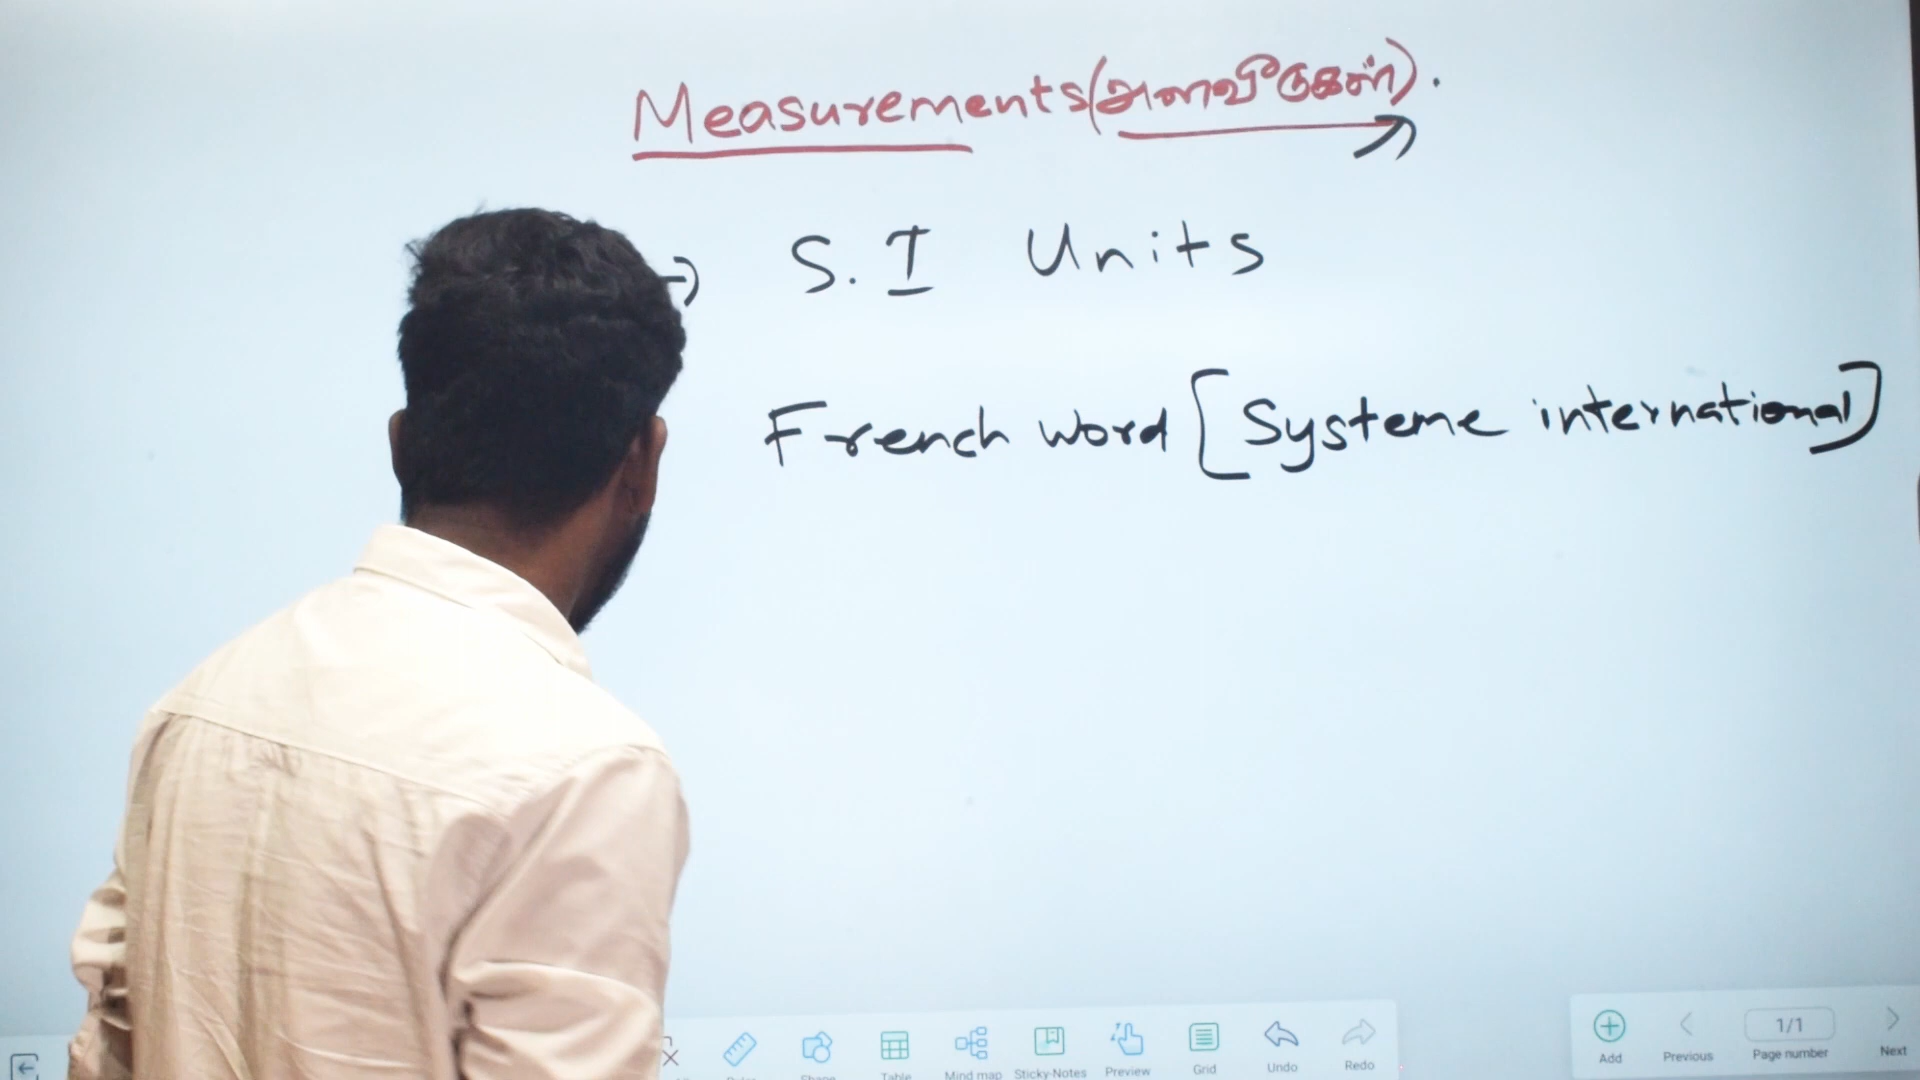 Measurements (அளவீடுகள்).
→ S.I Units
French word [Systeme international]
Table
Mind map
Sticky-Notes
Preview
Grid
Undo
Redo
Add
Previous
1/1
Page number
Next